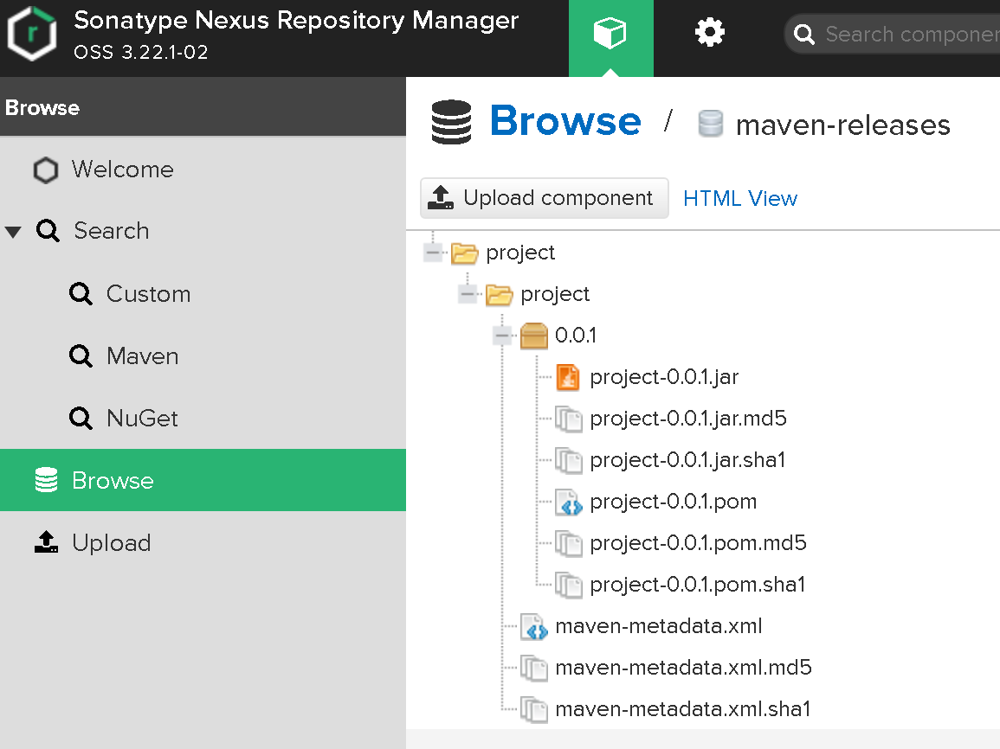 Sonatype Nexus Repository Manager
OSS 3.22.1-02
Search componen
Browse
Welcome
Search
Custom
Maven
NuGet
Browse
Upload
Browse / maven-releases
Upload component
HTML View
project
project
0.0.1
project-0.0.1.jar
project-0.0.1.jar.md5
project-0.0.1.jar.sha1
project-0.0.1.pom
project-0.0.1.pom.md5
project-0.0.1.pom.sha1
maven-metadata.xml
maven-metadata.xml.md5
maven-metadata.xml.sha1